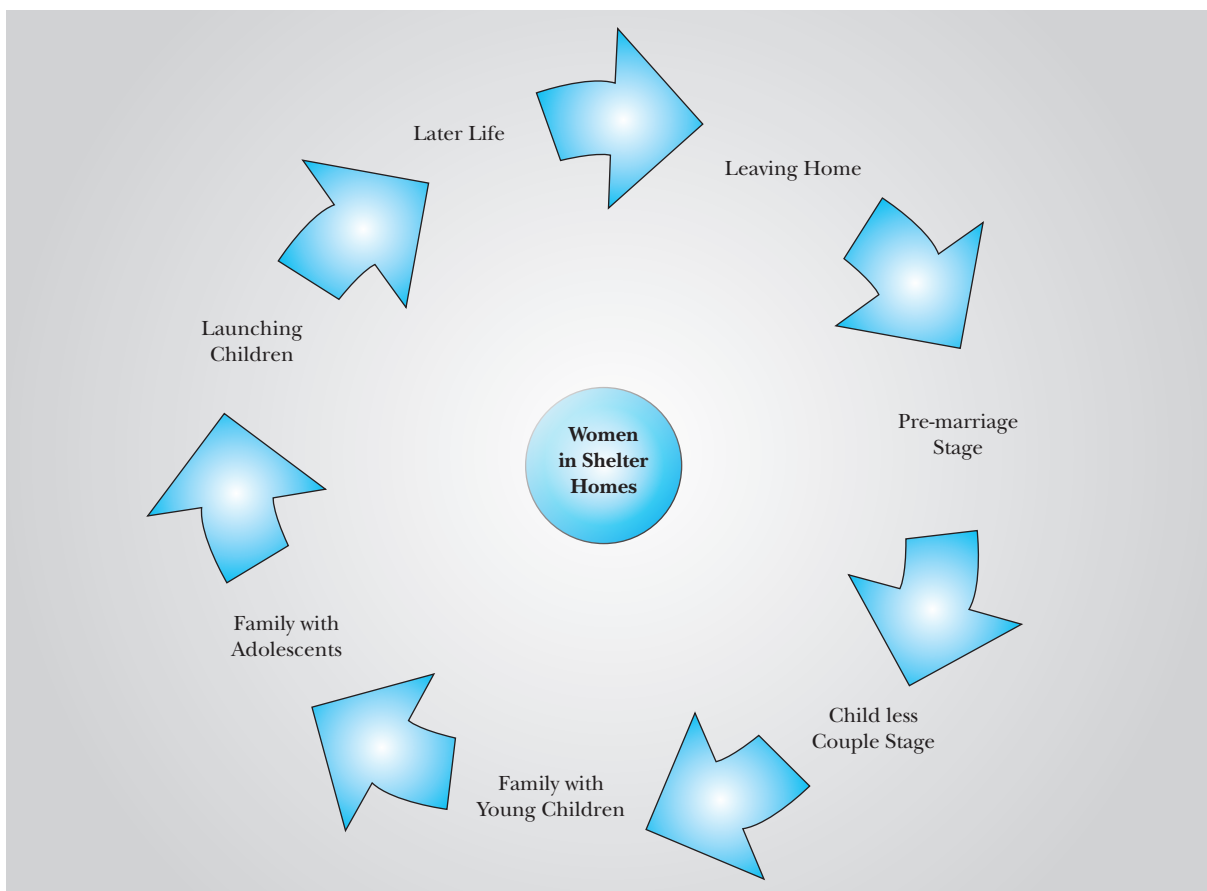 Later Life
Leaving Home
Launching
Children
Pre-marriage
Stage
Women
in Shelter
Homes
Family with
Adolescents
Child less
Couple Stage
Family with
Young Children